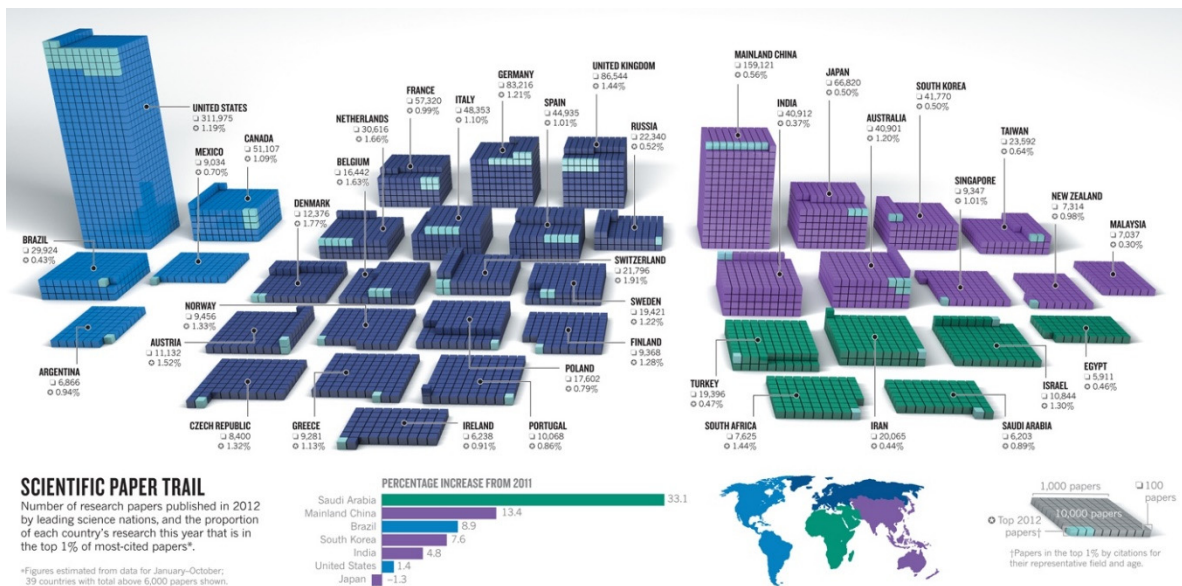 UNITED STATES
❏ 311,975
✪ 1.19%
MEXICO
❏ 9,034
✪ 0.70%
CANADA
❏ 51,107
✪ 1.09%
BRAZIL
❏ 29,924
✪ 0.43%
ARGENTINA
❏ 6,866
✪ 0.94%
FRANCE
❏ 57,320
✪ 0.99%
GERMANY
❏ 83,216
✪ 1.21%
UNITED KINGDOM
❏ 86,544
✪ 1.44%
NETHERLANDS
❏ 30,616
✪ 1.66%
ITALY
❏ 48,353
✪ 1.10%
SPAIN
❏ 44,935
✪ 1.01%
RUSSIA
❏ 22,340
✪ 0.52%
BELGIUM
❏ 16,442
✪ 1.63%
DENMARK
❏ 12,376
✪ 1.77%
SWITZERLAND
❏ 21,796
✪ 1.91%
NORWAY
❏ 9,456
✪ 1.33%
SWEDEN
❏ 19,421
✪ 1.22%
AUSTRIA
❏ 11,132
✪ 1.52%
FINLAND
❏ 9,368
✪ 1.28%
POLAND
❏ 17,602
✪ 0.79%
CZECH REPUBLIC
❏ 8,400
✪ 1.32%
GREECE
❏ 9,281
✪ 1.13%
IRELAND
❏ 6,238
✪ 0.91%
PORTUGAL
❏ 10,068
✪ 0.86%
MAINLAND CHINA
❏ 159,121
✪ 0.56%
JAPAN
❏ 66,820
✪ 0.50%
SOUTH KOREA
❏ 41,770
✪ 0.50%
INDIA
❏ 40,912
✪ 0.37%
AUSTRALIA
❏ 40,901
✪ 1.20%
TAIWAN
❏ 23,592
✪ 0.64%
SINGAPORE
❏ 9,347
✪ 1.01%
NEW ZEALAND
❏ 7,314
✪ 0.98%
MALAYSIA
❏ 7,037
✪ 0.30%
TURKEY
❏ 19,396
✪ 0.47%
SOUTH AFRICA
❏ 7,625
✪ 1.44%
IRAN
❏ 20,065
✪ 0.44%
SAUDI ARABIA
❏ 6,203
✪ 0.89%
ISRAEL
❏ 10,844
✪ 1.30%
EGYPT
❏ 5,911
✪ 0.46%
SCIENTIFIC PAPER TRAIL
Number of research papers published in 2012
by leading science nations, and the proportion
of each country's research this year that is in
the top 1% of most-cited papers*.
*Figures estimated from data for January–October;
39 countries with total above 6,000 papers shown.
PERCENTAGE INCREASE FROM 2011
Saudi Arabia 33.1
Mainland China 13.4
Brazil 8.9
South Korea 7.6
India 4.8
United States 1.4
Japan –1.3
1,000 papers
❏ 100
papers
10,000 papers
✪ Top 2012
papers†
†Papers in the top 1% by citations for
their representative field and age.